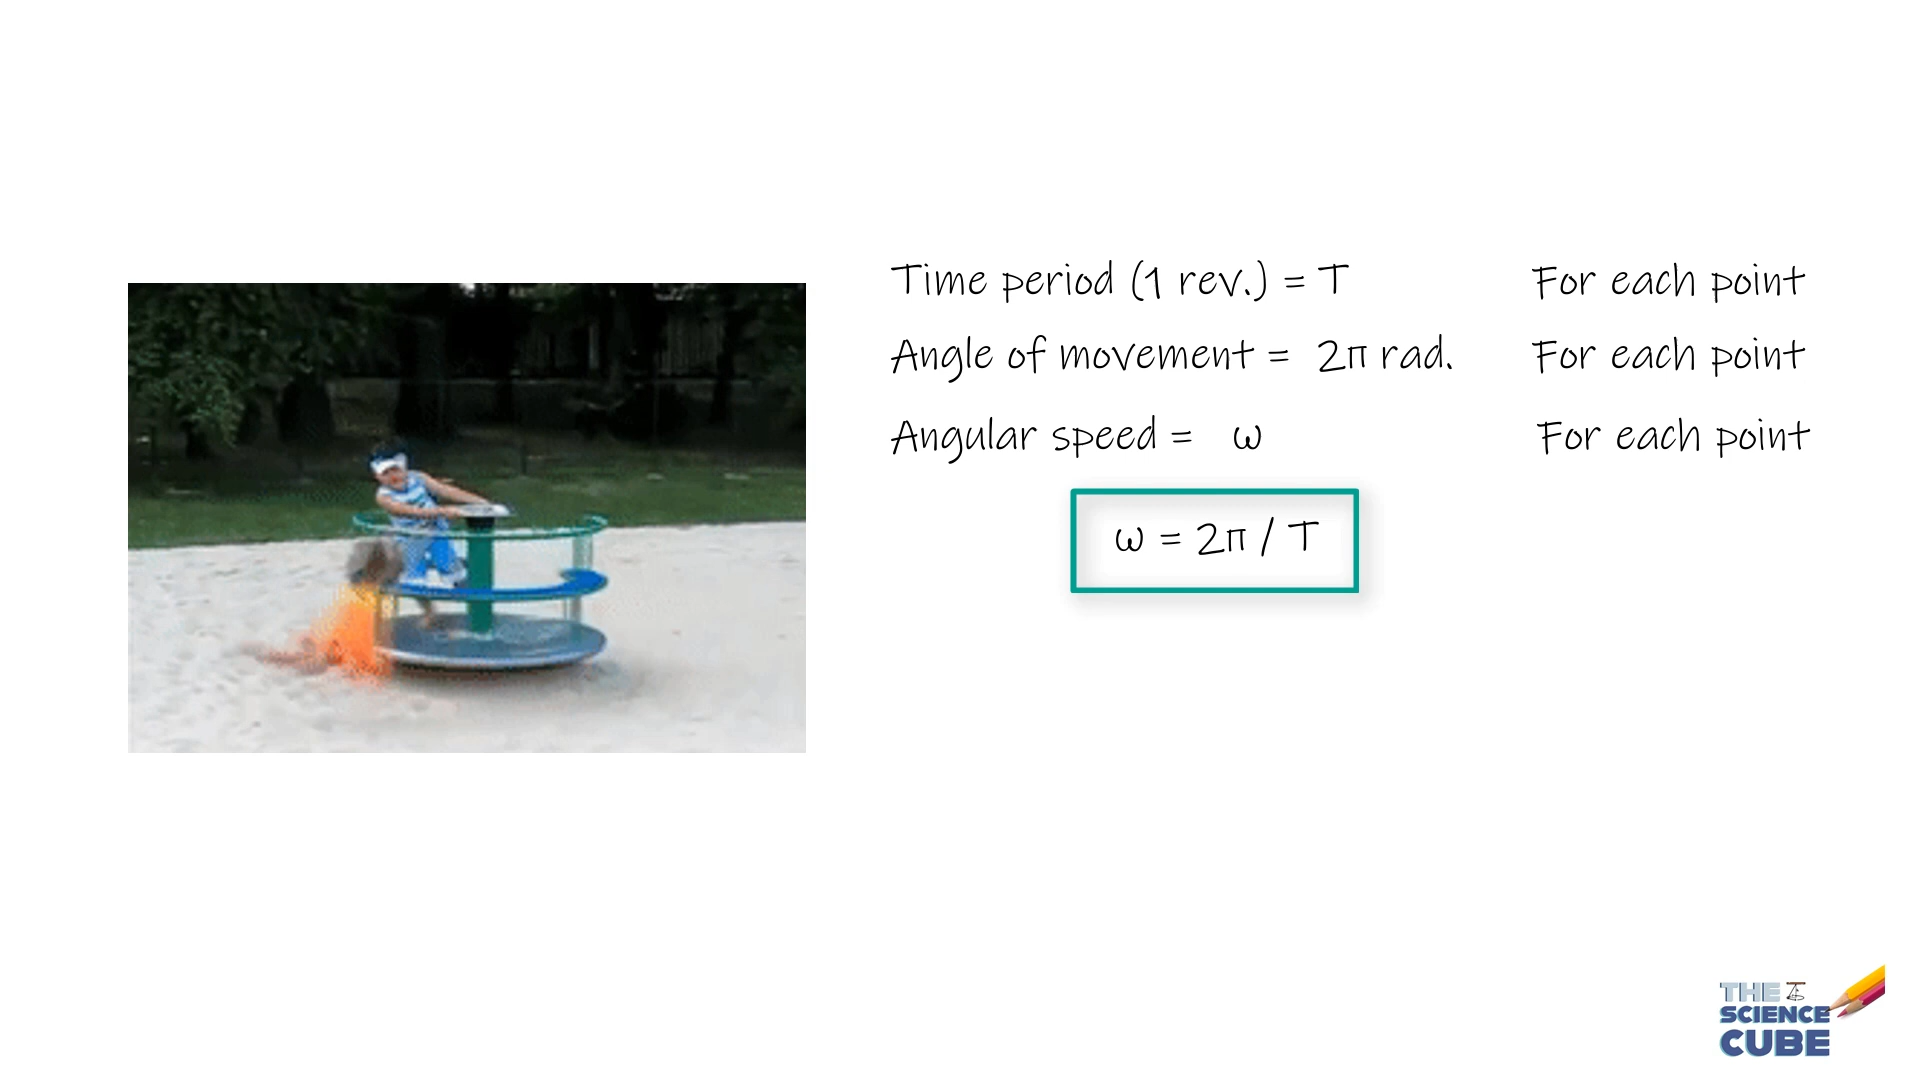 Time period (1 rev.) = T For each point
Angle of movement = 2π rad. For each point
Angular speed = ω For each point
ω = 2π / T
THE
SCIENCE
CUBE